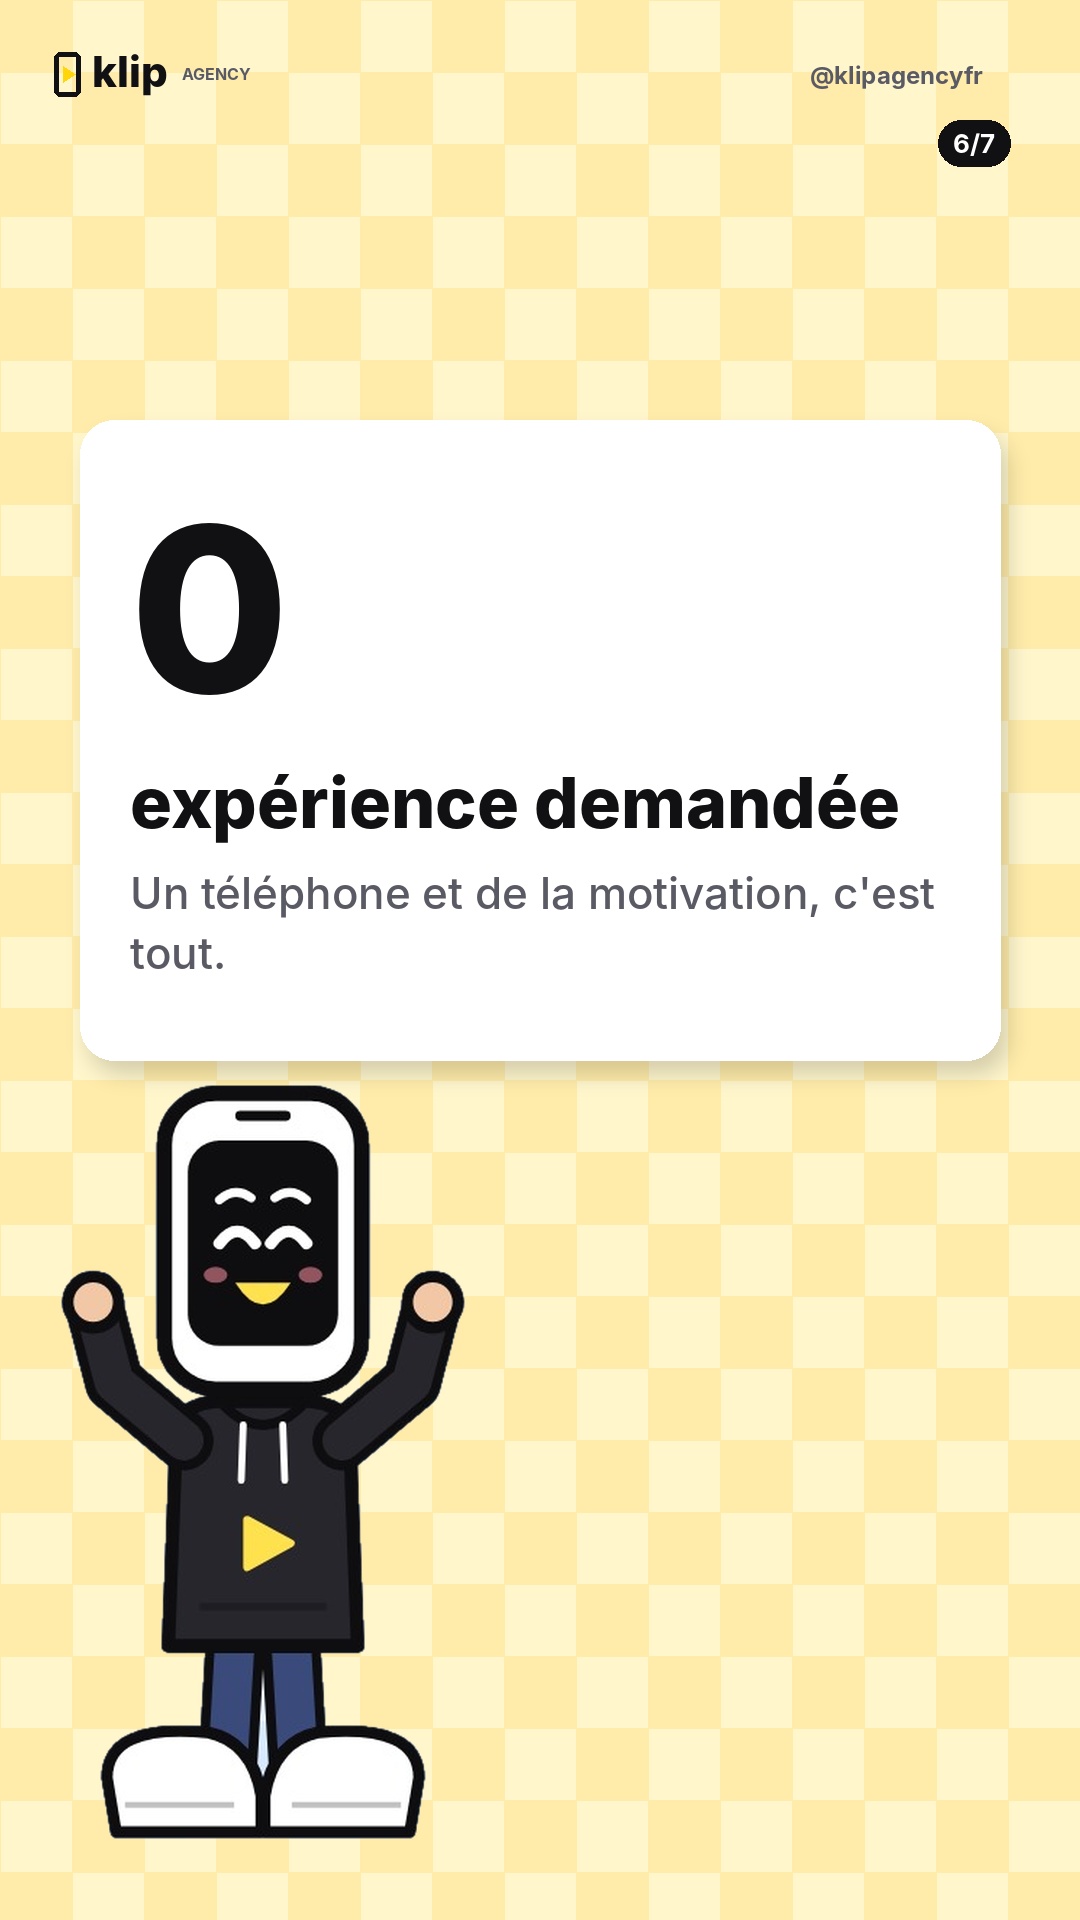 klip AGENCY
@klipagencyfr
6/7
0
expérience demandée
Un téléphone et de la motivation, c'est
tout.